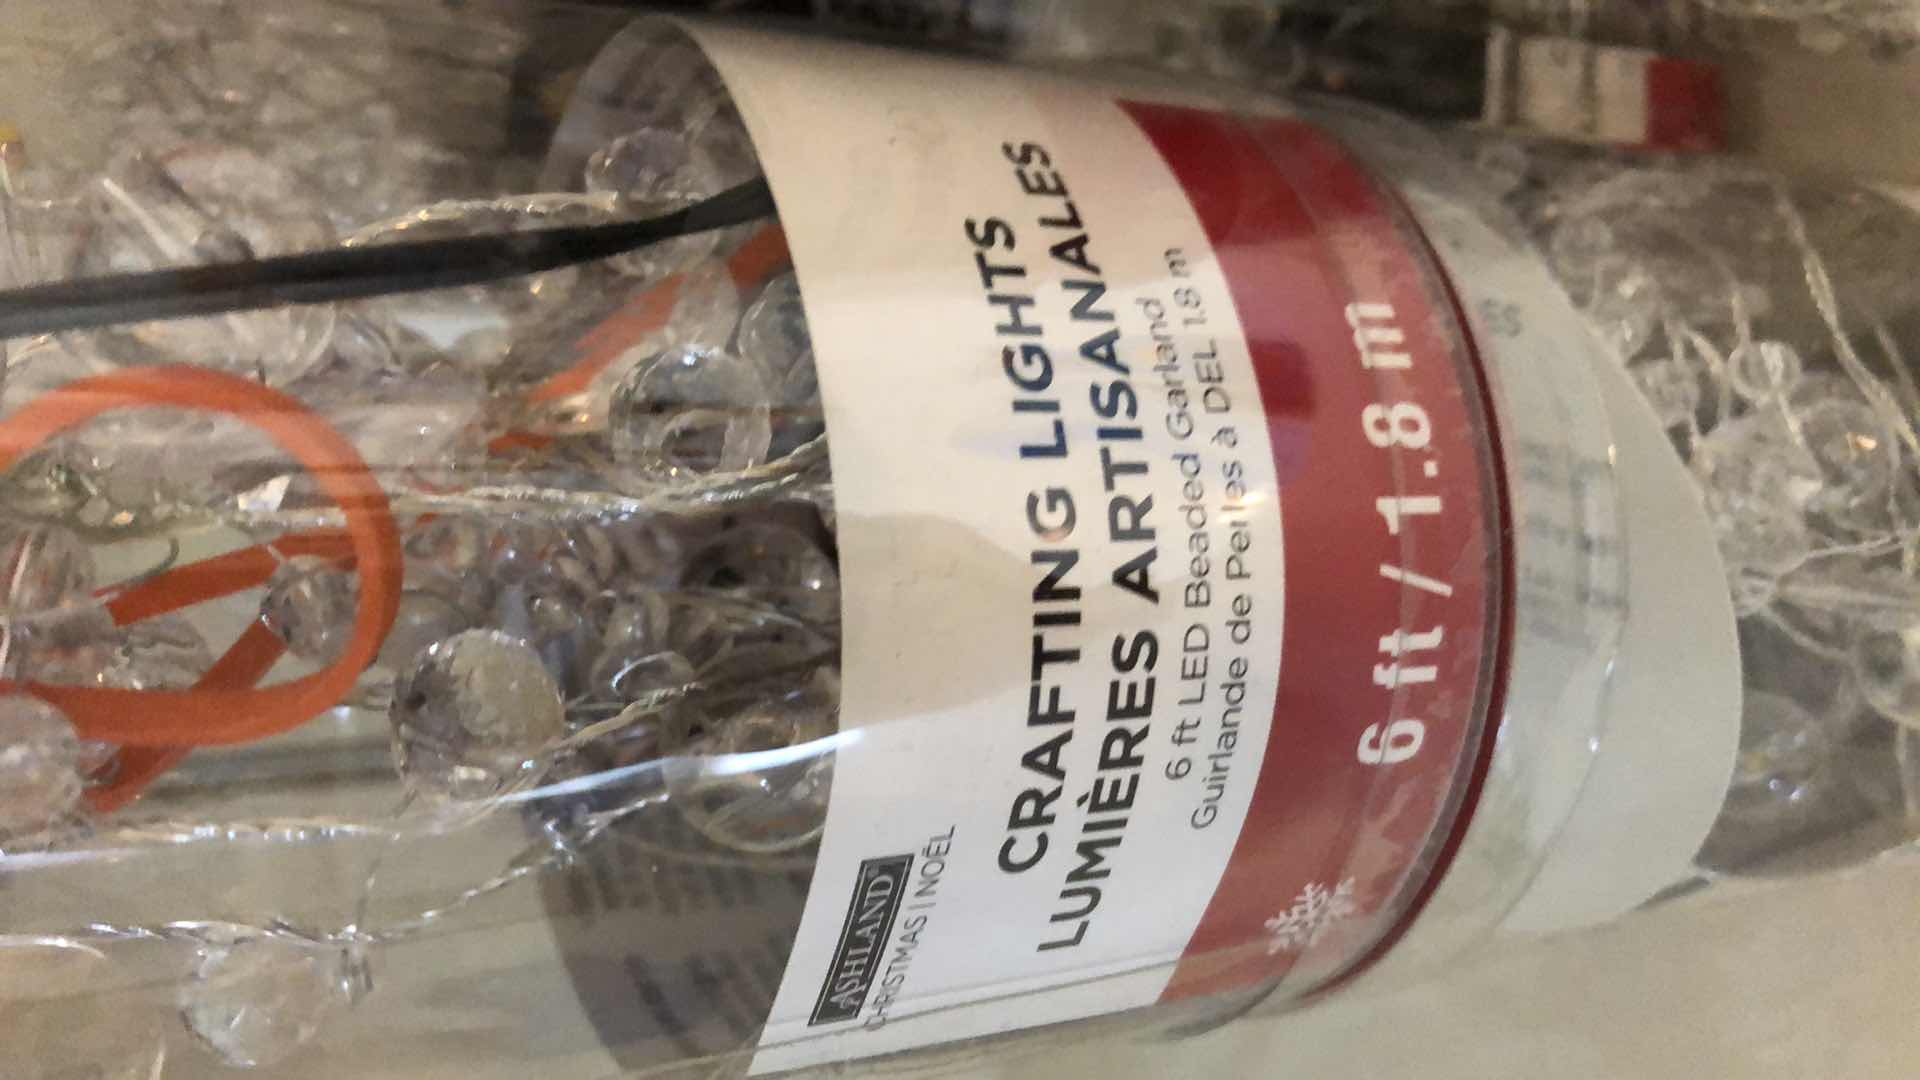 ASHLAND
CHRISTMAS | NOËL
CRAFTING LIGHTS
LUMIÈRES ARTISANALES
6 ft LED Beaded Garland
Guirlande de Perles à DEL 1.8 m
6 ft / 1.8 m